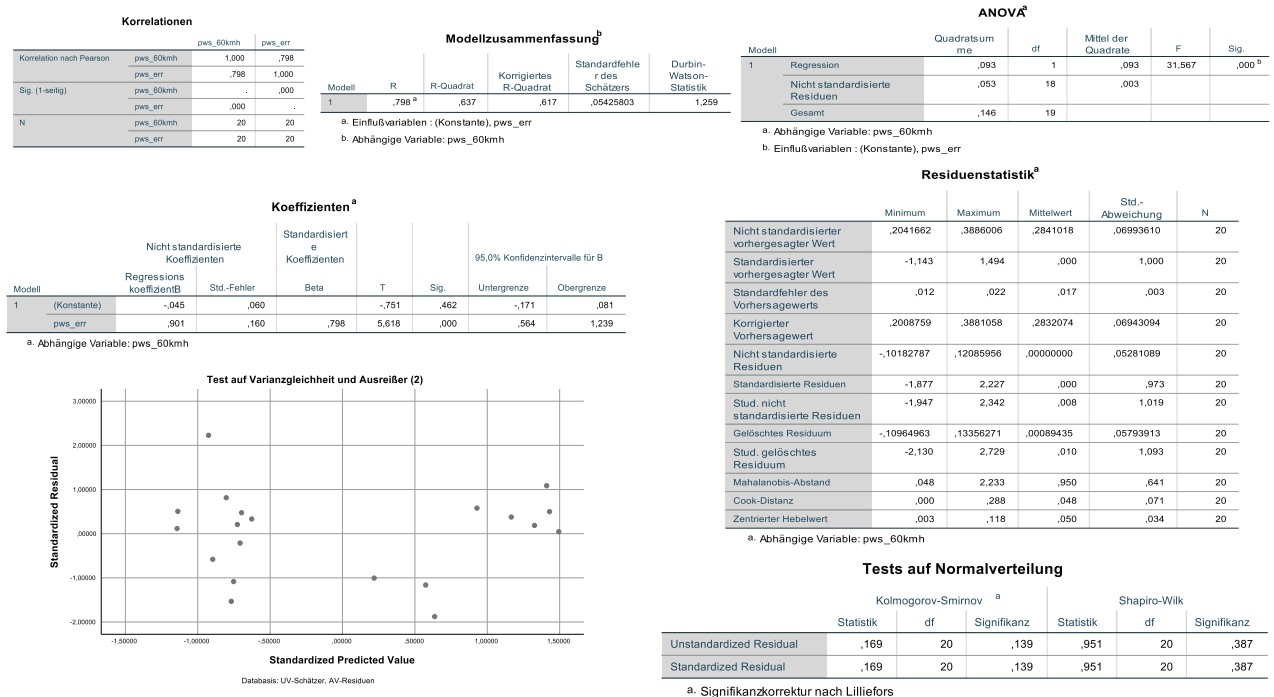 Korrelationen
pws_60kmh pws_err
Korrelation nach Pearson pws_60kmh 1,000 ,798
pws_err ,798 1,000
Sig. (1-seitig) pws_60kmh . ,000
pws_err ,000 .
N pws_60kmh 20 20
pws_err 20 20
Modellzusammenfassung b
Modell R R-Quadrat Korrigiertes R-Quadrat Standardfehle r des Schätzers Durbin-Watson-Statistik
1 ,798 a ,637 ,617 ,05425803 1,259
a. Einflußvariablen : (Konstante), pws_err
b. Abhängige Variable: pws_60kmh
ANOVA a
Modell Quadratsum me df Mittel der Quadrate F Sig.
1 Regression ,093 1 ,093 31,567 ,000 b
Nicht standardisierte Residuen ,053 18 ,003
Gesamt ,146 19
a. Abhängige Variable: pws_60kmh
b. Einflußvariablen : (Konstante), pws_err
Koeffizienten a
Nicht standardisierte Koeffizienten Standardisiert e Koeffizienten 95,0% Konfidenzintervalle für B
Modell Regressions koeffizientB Std.-Fehler Beta T Sig. Untergrenze Obergrenze
1 (Konstante) -,045 ,060 -,751 ,462 -,171 ,081
pws_err ,901 ,160 ,798 5,618 ,000 ,564 1,239
a. Abhängige Variable: pws_60kmh
Residuenstatistik a
Minimum Maximum Mittelwert Std.-Abweichung N
Nicht standardisierter vorhergesagter Wert ,2041662 ,3886006 ,2841018 ,06993610 20
Standardisierter vorhergesagter Wert -1,143 1,494 ,000 1,000 20
Standardfehler des Vorhersagewerts ,012 ,022 ,017 ,003 20
Korrigierter Vorhersagewert ,2008759 ,3881058 ,2832074 ,06943094 20
Nicht standardisierte Residuen -,10182787 ,12085956 ,00000000 ,05281089 20
Standardisierte Residuen -1,877 2,227 ,000 ,973 20
Stud. nicht standardisierte Residuen -1,947 2,342 ,008 1,019 20
Gelöschtes Residuum -,10964963 ,13356271 ,00089435 ,05793913 20
Stud. gelöschtes Residuum -2,130 2,729 ,010 1,093 20
Mahalanobis-Abstand ,048 2,233 ,950 ,641 20
Cook-Distanz ,000 ,288 ,048 ,071 20
Zentrierter Hebelwert ,003 ,118 ,050 ,034 20
a. Abhängige Variable: pws_60kmh
Test auf Varianzgleichheit und Ausreißer (2)
Standardized Residual
3,00000
2,00000
1,00000
,00000
-1,00000
-2,00000
-1,50000 -1,00000 -,50000 ,00000 ,50000 1,00000 1,50000
Standardized Predicted Value
Databasis: UV-Schätzer, AV-Residuen
Tests auf Normalverteilung
Kolmogorov-Smirnov a Shapiro-Wilk
Statistik df Signifikanz Statistik df Signifikanz
Unstandardized Residual ,169 20 ,139 ,951 20 ,387
Standardized Residual ,169 20 ,139 ,951 20 ,387
a. Signifikanzkorrektur nach Lilliefors